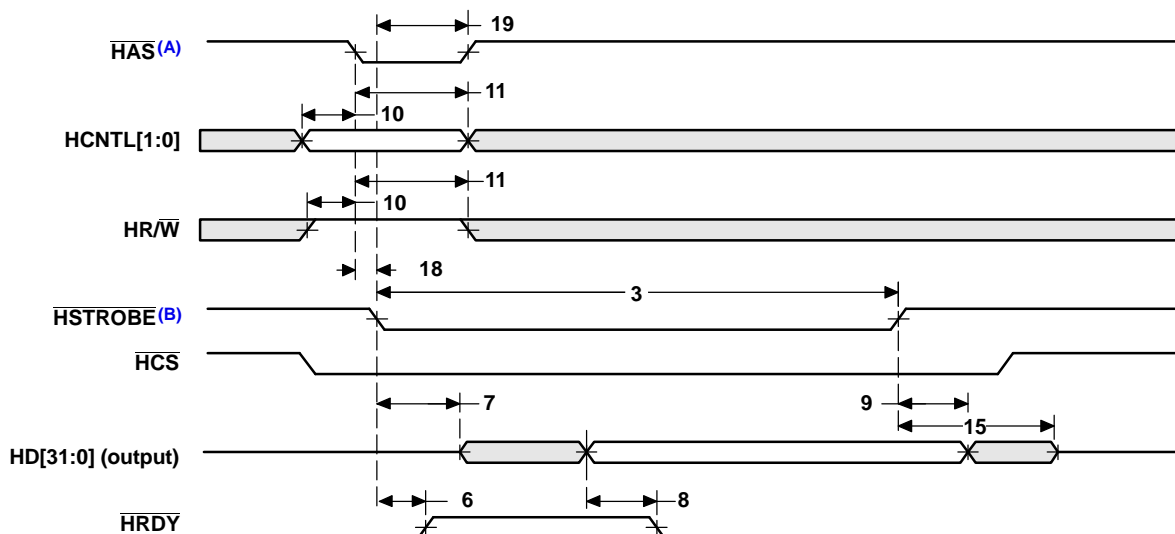 19
HAS(A)
11
10
HCNTL[1:0]
11
10
HR/W
18
3
HSTROBE(B)
HCS
7
9
15
HD[31:0] (output)
6
8
HRDY